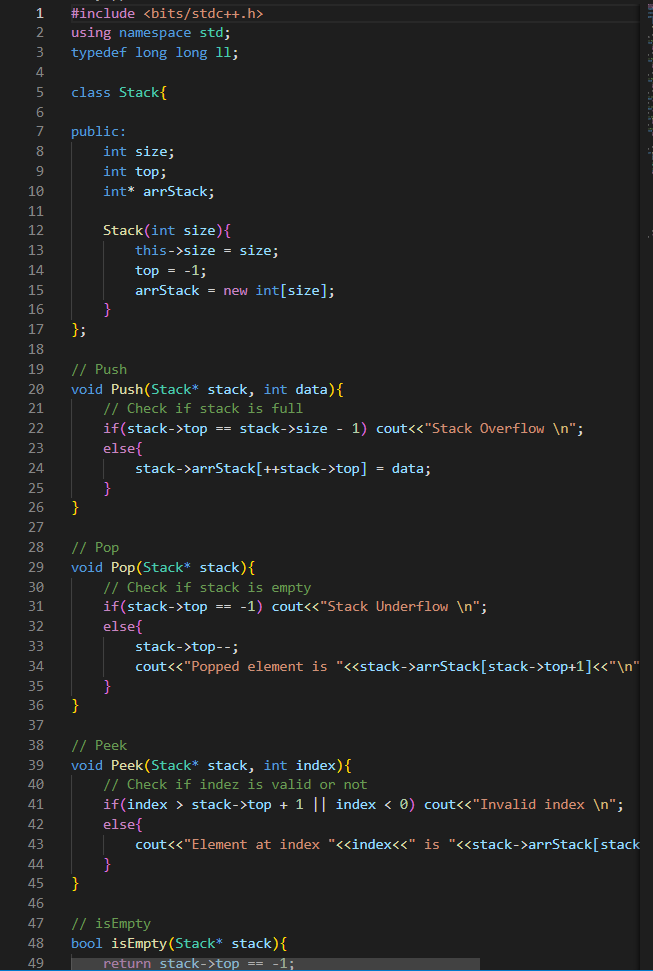 1 #include <bits/stdc++.h>
2 using namespace std;
3 typedef long long ll;
4
5 class Stack{
6
7 public:
8     int size;
9     int top;
10     int* arrStack;
11
12     Stack(int size){
13         this->size = size;
14         top = -1;
15         arrStack = new int[size];
16     }
17 };
18
19 // Push
20 void Push(Stack* stack, int data){
21     // Check if stack is full
22     if(stack->top == stack->size - 1) cout<<"Stack Overflow \n";
23     else{
24         stack->arrStack[++stack->top] = data;
25     }
26 }
27
28 // Pop
29 void Pop(Stack* stack){
30     // Check if stack is empty
31     if(stack->top == -1) cout<<"Stack Underflow \n";
32     else{
33         stack->top--;
34         cout<<"Popped element is "<<stack->arrStack[stack->top+1]<<"\n"
35     }
36 }
37
38 // Peek
39 void Peek(Stack* stack, int index){
40     // Check if indez is valid or not
41     if(index > stack->top + 1 || index < 0) cout<<"Invalid index \n";
42     else{
43         cout<<"Element at index "<<index<<" is "<<stack->arrStack[stack
44     }
45 }
46
47 // isEmpty
48 bool isEmpty(Stack* stack){
49     return stack->top == -1;